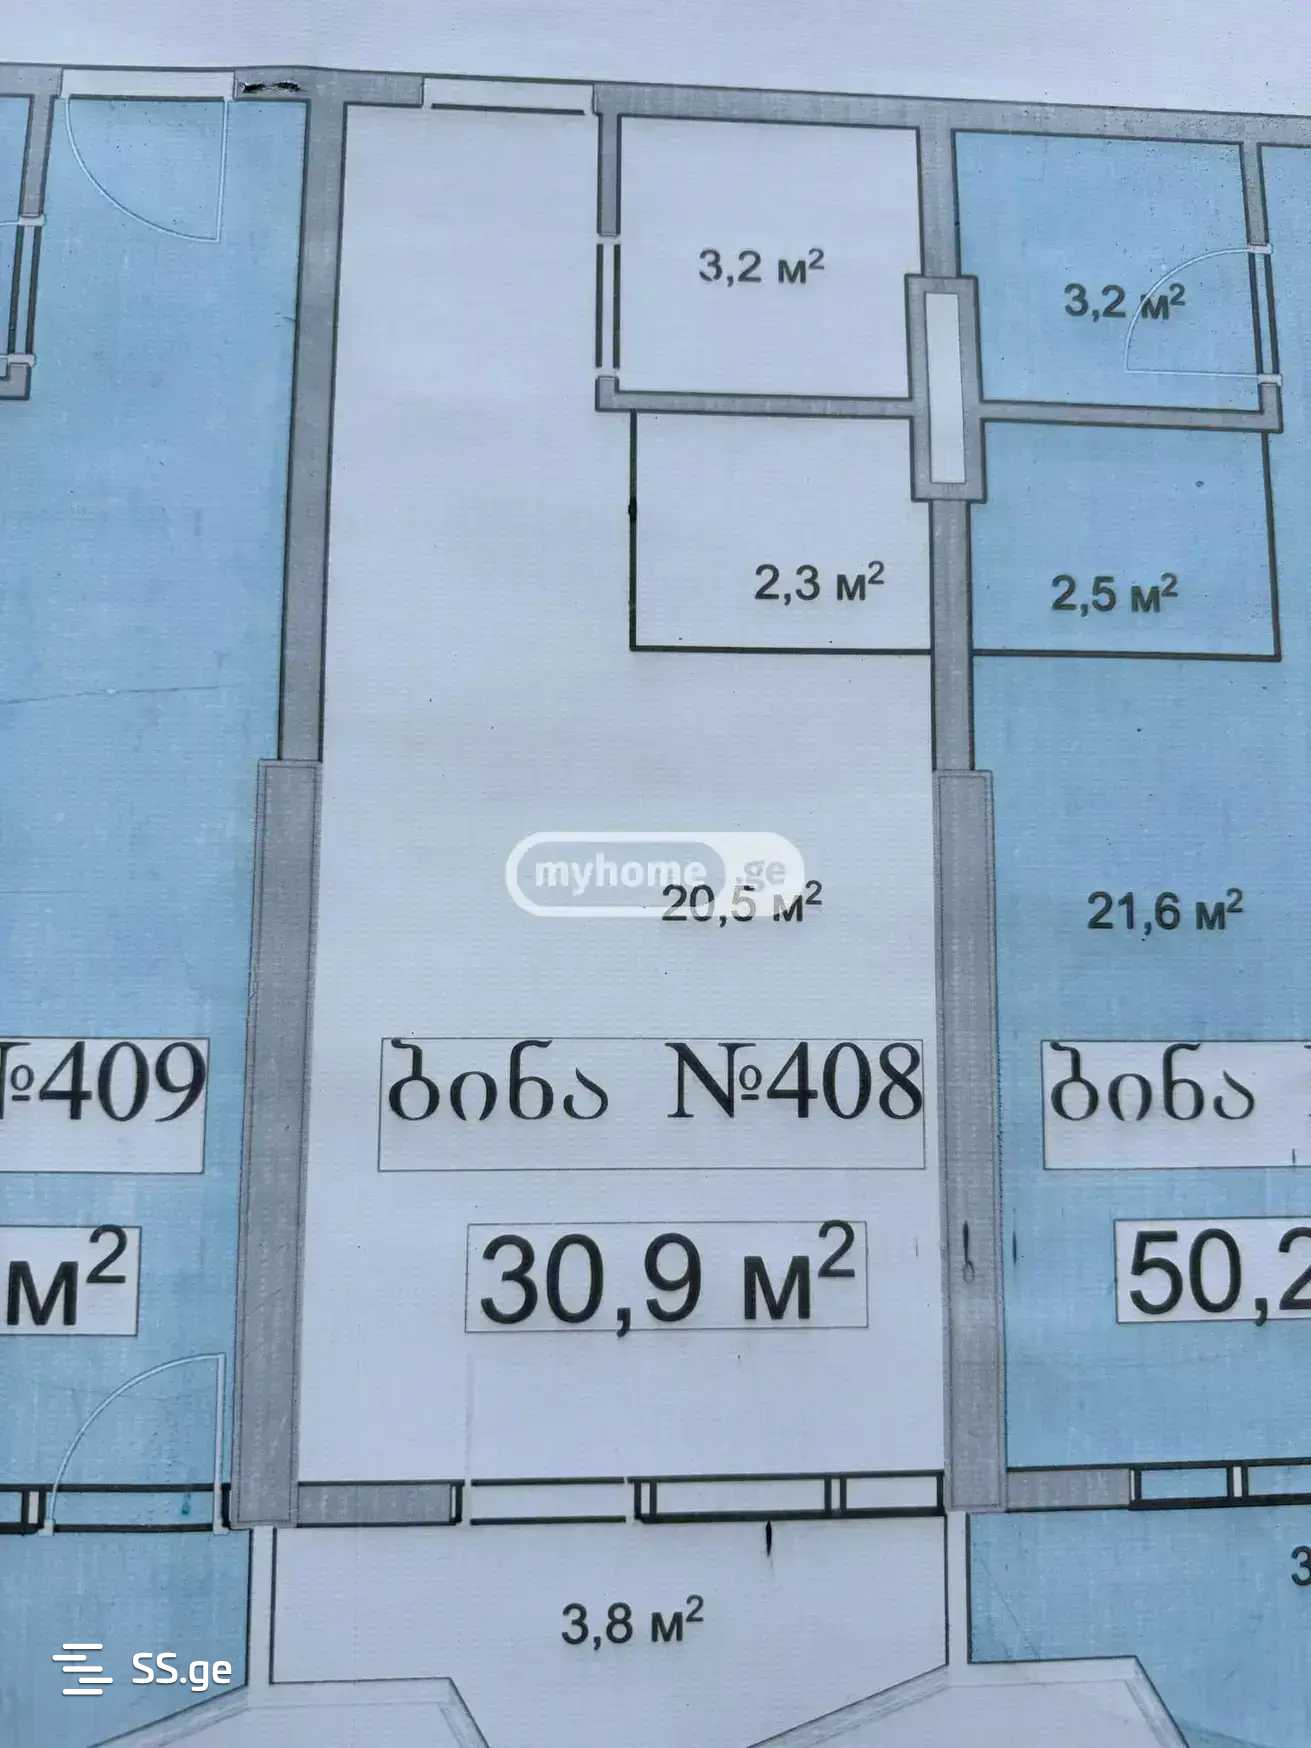 3,2 м²
3,2 м²
2,3 м²
2,5 м²
myhome.ge
20,5 м²
21,6 м²
№409
ბინა №408
ბინა
м²
30,9 м²
50,2
3,8 м²
3
SS.ge